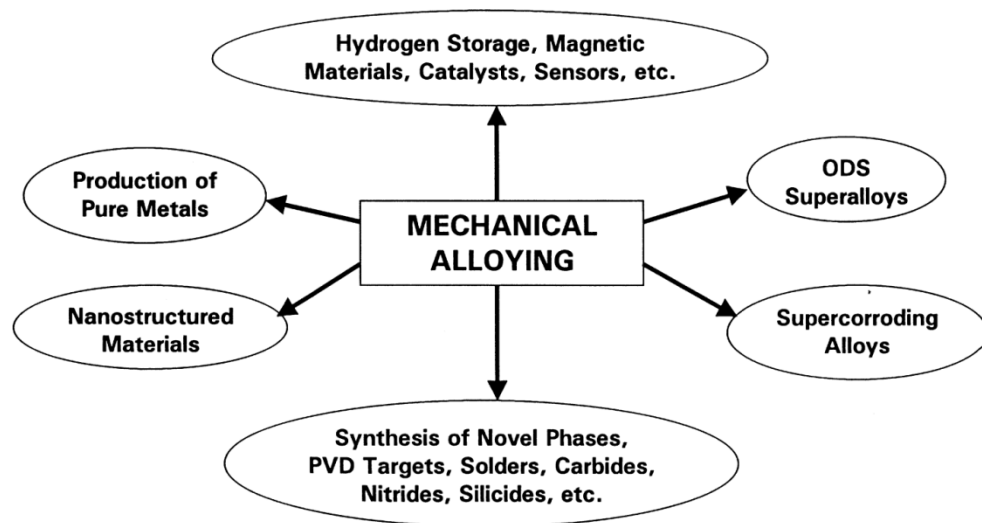 Hydrogen Storage, Magnetic
Materials, Catalysts, Sensors, etc.
Production of
Pure Metals
ODS
Superalloys
MECHANICAL
ALLOYING
Nanostructured
Materials
Supercorroding
Alloys
Synthesis of Novel Phases,
PVD Targets, Solders, Carbides,
Nitrides, Silicides, etc.